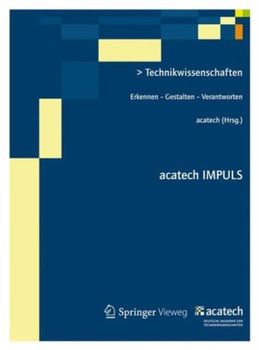 > Technikwissenschaften
Erkennen – Gestalten – Verantworten
acatech (Hrsg.)
acatech IMPULS
Springer Vieweg
acatech
DEUTSCHE AKADEMIE DER
TECHNIKWISSENSCHAFTEN